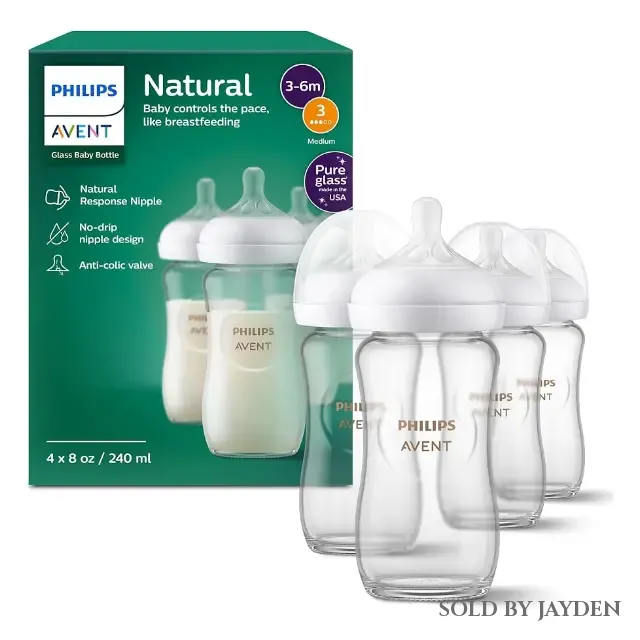 PHILIPS
AVENT
Glass Baby Bottle
Natural
Baby controls the pace,
like breastfeeding
3-6m
3
Medium
Pure
glass
made in the
USA
Natural
Response Nipple
No-drip
nipple design
Anti-colic valve
PHILIPS
AVENT
4 x 8 oz / 240 ml
PHILIPS
AVENT
PHILIPS
AVENT
SOLD BY JAYDEN